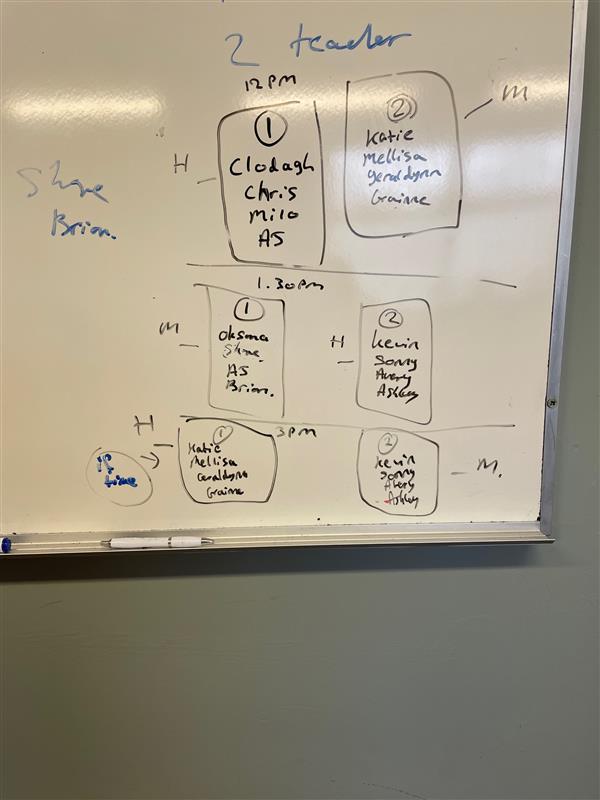 2 teacher
12 PM
H
1
Clodagh
Chris
Milo
AS
2
Katie
Mellisa
Geraldynn
Grainne
M
Shane
Brian.
1.30PM
M
1
Oksana
Shane.
AS
Brian.
H
2
Kevin
Sonny
Avery
Ashley
3PM
H
1
Katie
Mellisa
Geraldynn
Grainne
time
2
Kevin
Sonny
Avery
Ashley
M.